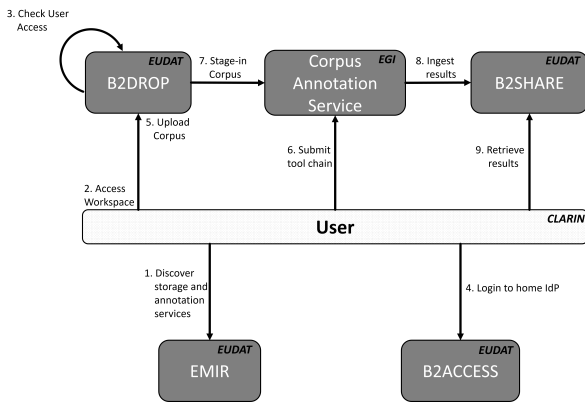 3. Check User
Access
EUDAT
B2DROP
7. Stage-in
Corpus
EGI
Corpus
Annotation
Service
8. Ingest
results
EUDAT
B2SHARE
5. Upload
Corpus
6. Submit
tool chain
9. Retrieve
results
2. Access
Workspace
CLARIN
User
1. Discover
storage and
annotation
services
4. Login to home IdP
EUDAT
EMIR
EUDAT
B2ACCESS